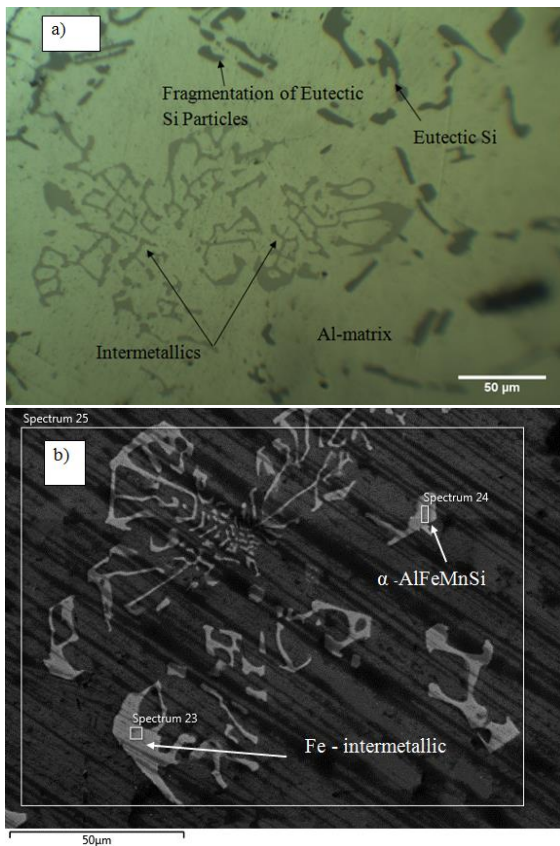 a)
Fragmentation of Eutectic
Si Particles
Eutectic Si
Intermetallics
Al-matrix
50 µm
Spectrum 25
b)
Spectrum 24
α -AlFeMnSi
Spectrum 23
Fe - intermetallic
50µm